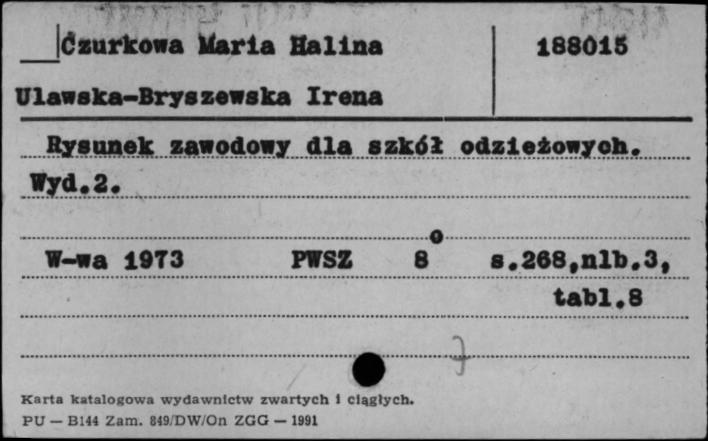 Czurkowa Maria Halina 188015
Ulawska-Bryszewska Irena
Rysunek zawodowy dla szkół odzieżowych.
Wyd.2.
W-wa 1973 PWSZ 8o s.268,nlb.3,
tabl.8
Karta katalogowa wydawnictw zwartych i ciągłych.
PU — B144 Zam. 849/DW/On ZGG — 1991